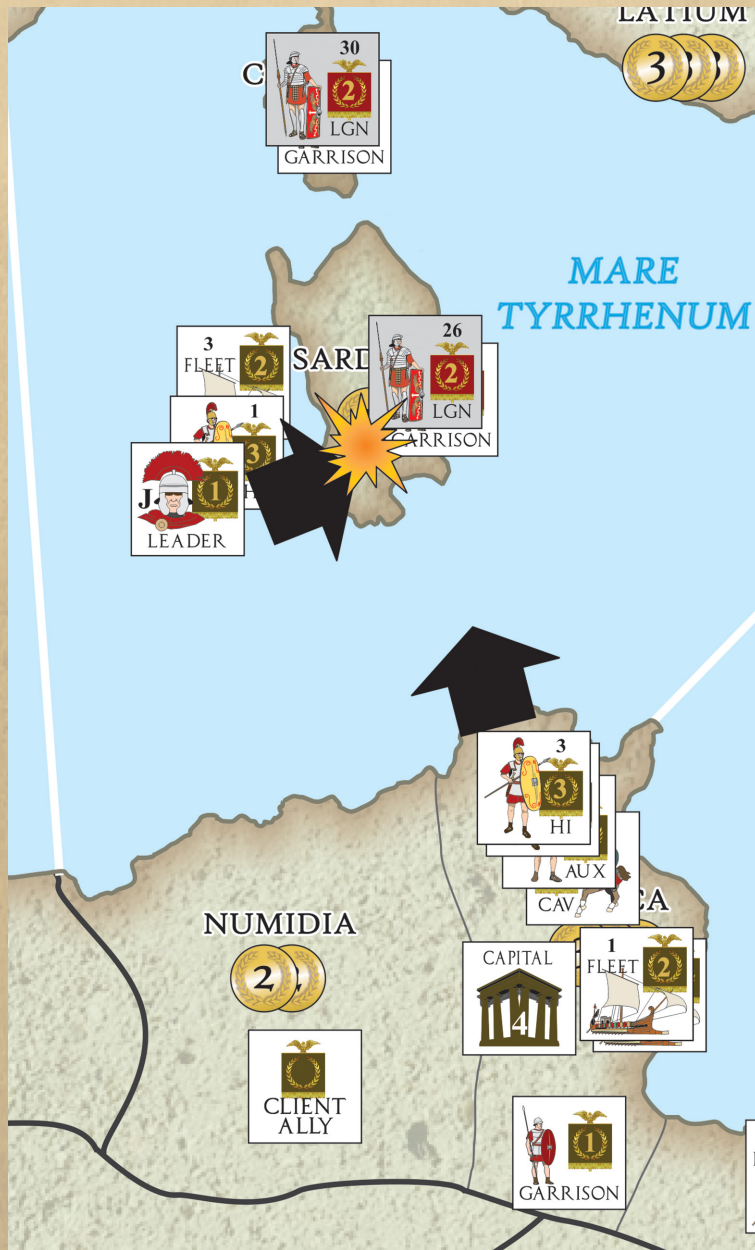 LATIUM
3
30
2
LGN
GARRISON
MARE
TYRRHENUM
3
FLEET
2
SARD
26
2
LGN
GARRISON
1
3
J
1
LEADER
3
3
HI
AUX
CAV
CA
NUMIDIA
2
CAPITAL
4
1
FLEET
2
CLIENT
ALLY
1
GARRISON